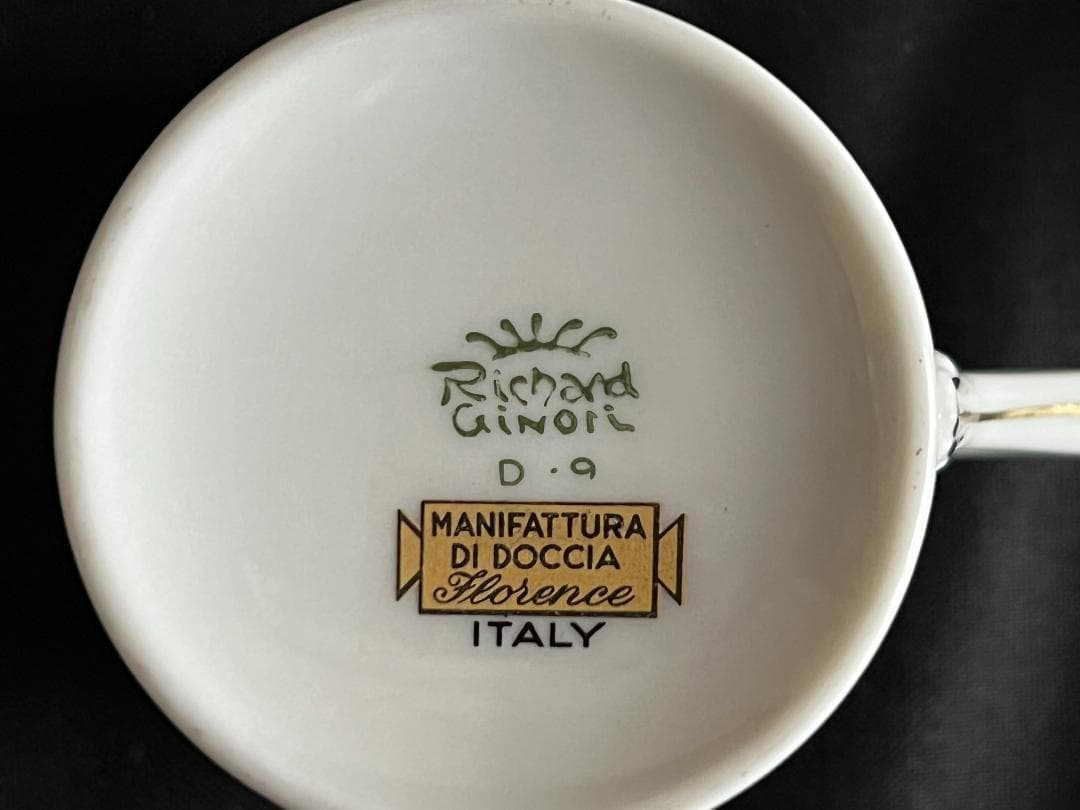 Richard
Ginori
D · 9
MANIFATTURA
DI DOCCIA
Florence
ITALY